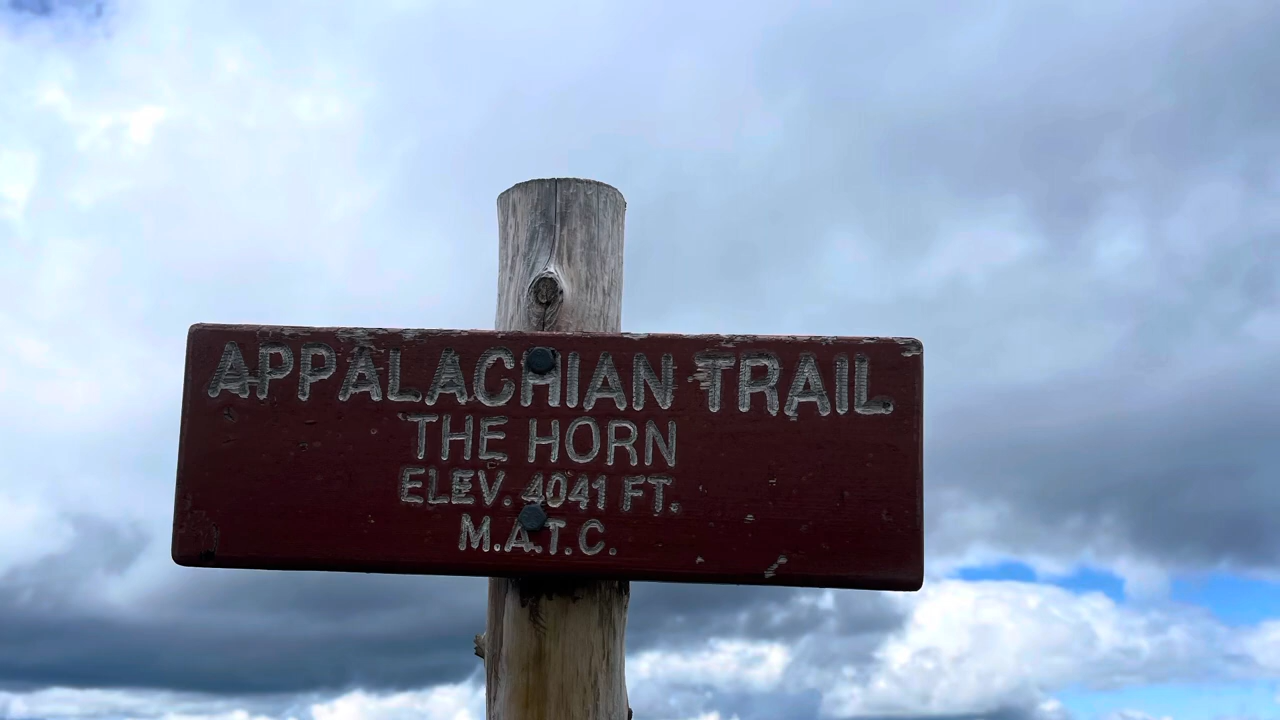 APPALACHIAN TRAIL
THE HORN
ELEV. 4041 FT.
M.A.T.C.